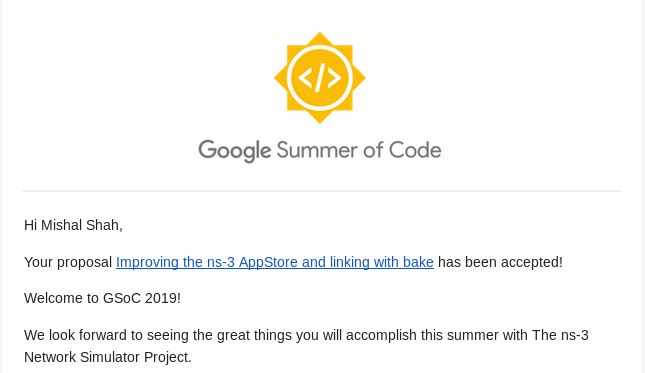 </>
Google Summer of Code
Hi Mishal Shah,
Your proposal Improving the ns-3 AppStore and linking with bake has been accepted!
Welcome to GSoC 2019!
We look forward to seeing the great things you will accomplish this summer with The ns-3
Network Simulator Project.